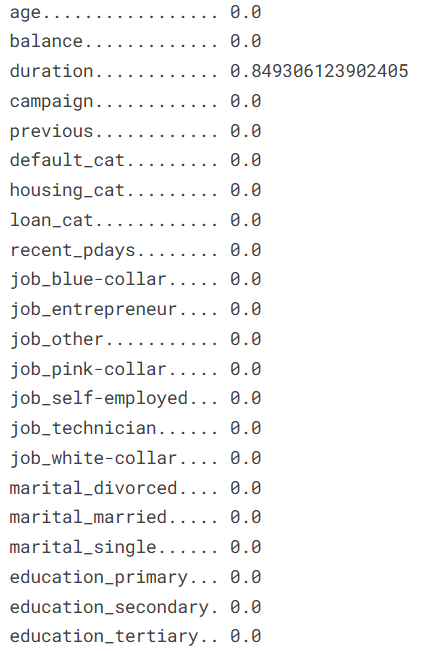 age................. 0.0
balance............. 0.0
duration............ 0.849306123902405
campaign............ 0.0
previous............ 0.0
default_cat......... 0.0
housing_cat......... 0.0
loan_cat............ 0.0
recent_pdays........ 0.0
job_blue-collar..... 0.0
job_entrepreneur.... 0.0
job_other........... 0.0
job_pink-collar..... 0.0
job_self-employed... 0.0
job_technician...... 0.0
job_white-collar.... 0.0
marital_divorced.... 0.0
marital_married..... 0.0
marital_single...... 0.0
education_primary... 0.0
education_secondary. 0.0
education_tertiary.. 0.0